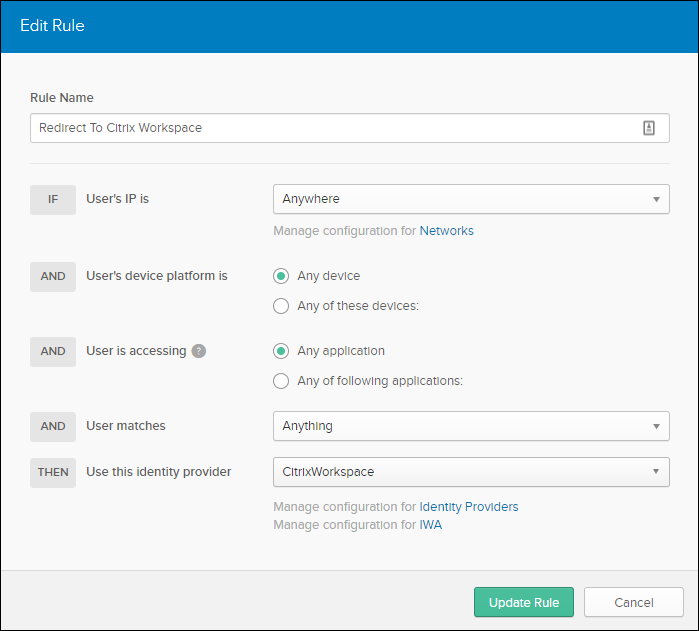 Edit Rule
Rule Name
Redirect To Citrix Workspace
IF User's IP is Anywhere
Manage configuration for Networks
AND User's device platform is Any device
Any of these devices:
AND User is accessing ? Any application
Any of following applications:
AND User matches Anything
THEN Use this identity provider CitrixWorkspace
Manage configuration for Identity Providers
Manage configuration for IWA
Update Rule Cancel